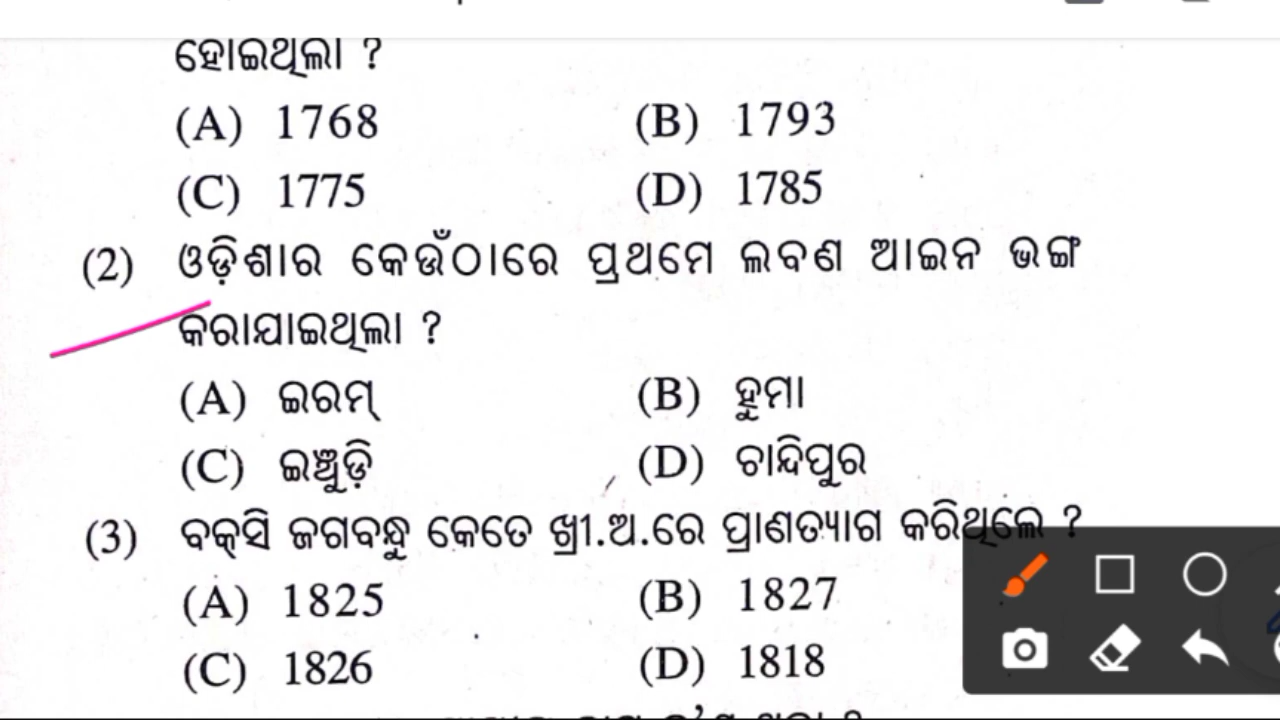 ହୋଇଥିଲା ?
(A) 1768 (B) 1793
(C) 1775 (D) 1785
(2) ଓଡ଼ିଶାର କେଉଁଠାରେ ପ୍ରଥମେ ଲବଣ ଆଇନ ଭଙ୍ଗ
କରାଯାଇଥିଲା ?
(A) ଇରମ୍ (B) ହୁମା
(C) ଇଞ୍ଚୁଡ଼ି (D) ଚାନ୍ଦିପୁର
(3) ବକ୍ସି ଜଗବନ୍ଧୁ କେତେ ଖ୍ରୀ.ଅ.ରେ ପ୍ରାଣତ୍ୟାଗ କରିଥିଲେ ?
(A) 1825 (B) 1827
(C) 1826 (D) 1818